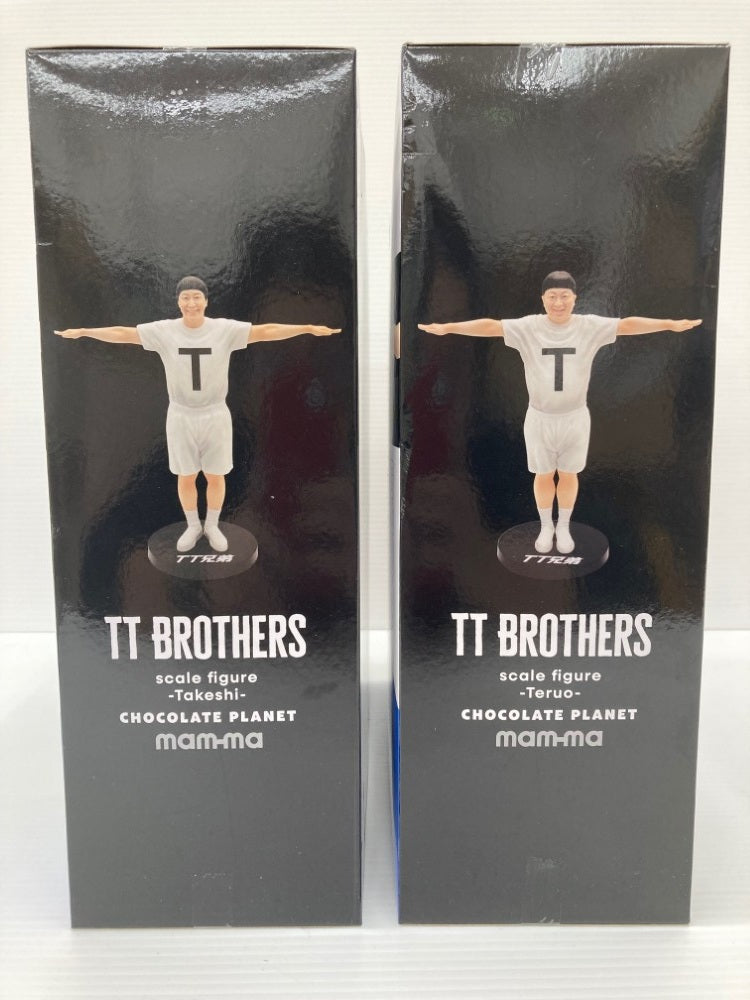 T
TT兄弟
TT BROTHERS
scale figure
-Takeshi-
CHOCOLATE PLANET
mam-ma
T
TT兄弟
TT BROTHERS
scale figure
-Teruo-
CHOCOLATE PLANET
mam-ma